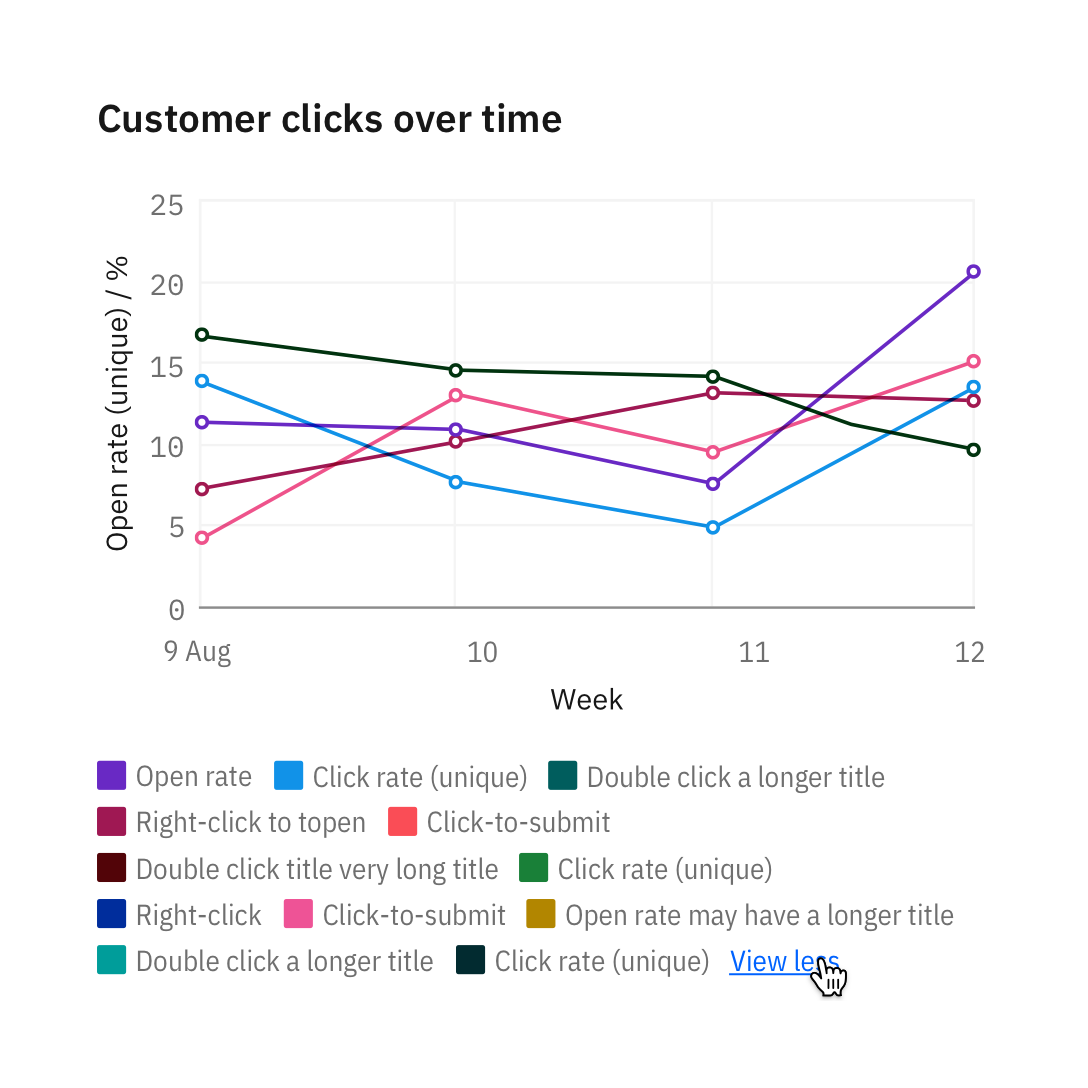 Customer clicks over time
Open rate (unique) / %
25
20
15
10
5
0
9 Aug 10 11 12
Week
Open rate Click rate (unique) Double click a longer title
Right-click to topen Click-to-submit
Double click title very long title Click rate (unique)
Right-click Click-to-submit Open rate may have a longer title
Double click a longer title Click rate (unique) View less